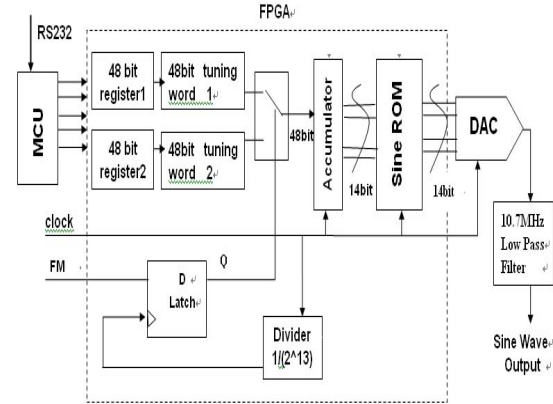 FPGA
RS232
MCU
48 bit
register1
48bit tuning
word 1
48 bit
register2
48bit tuning
word 2
48bit
Accumulator
14bit
Sine ROM
14bit
DAC
clock
FM
D
Latch
Q
Divider
1/(2^13)
10.7MHz
Low Pass
Filter
Sine Wave
Output